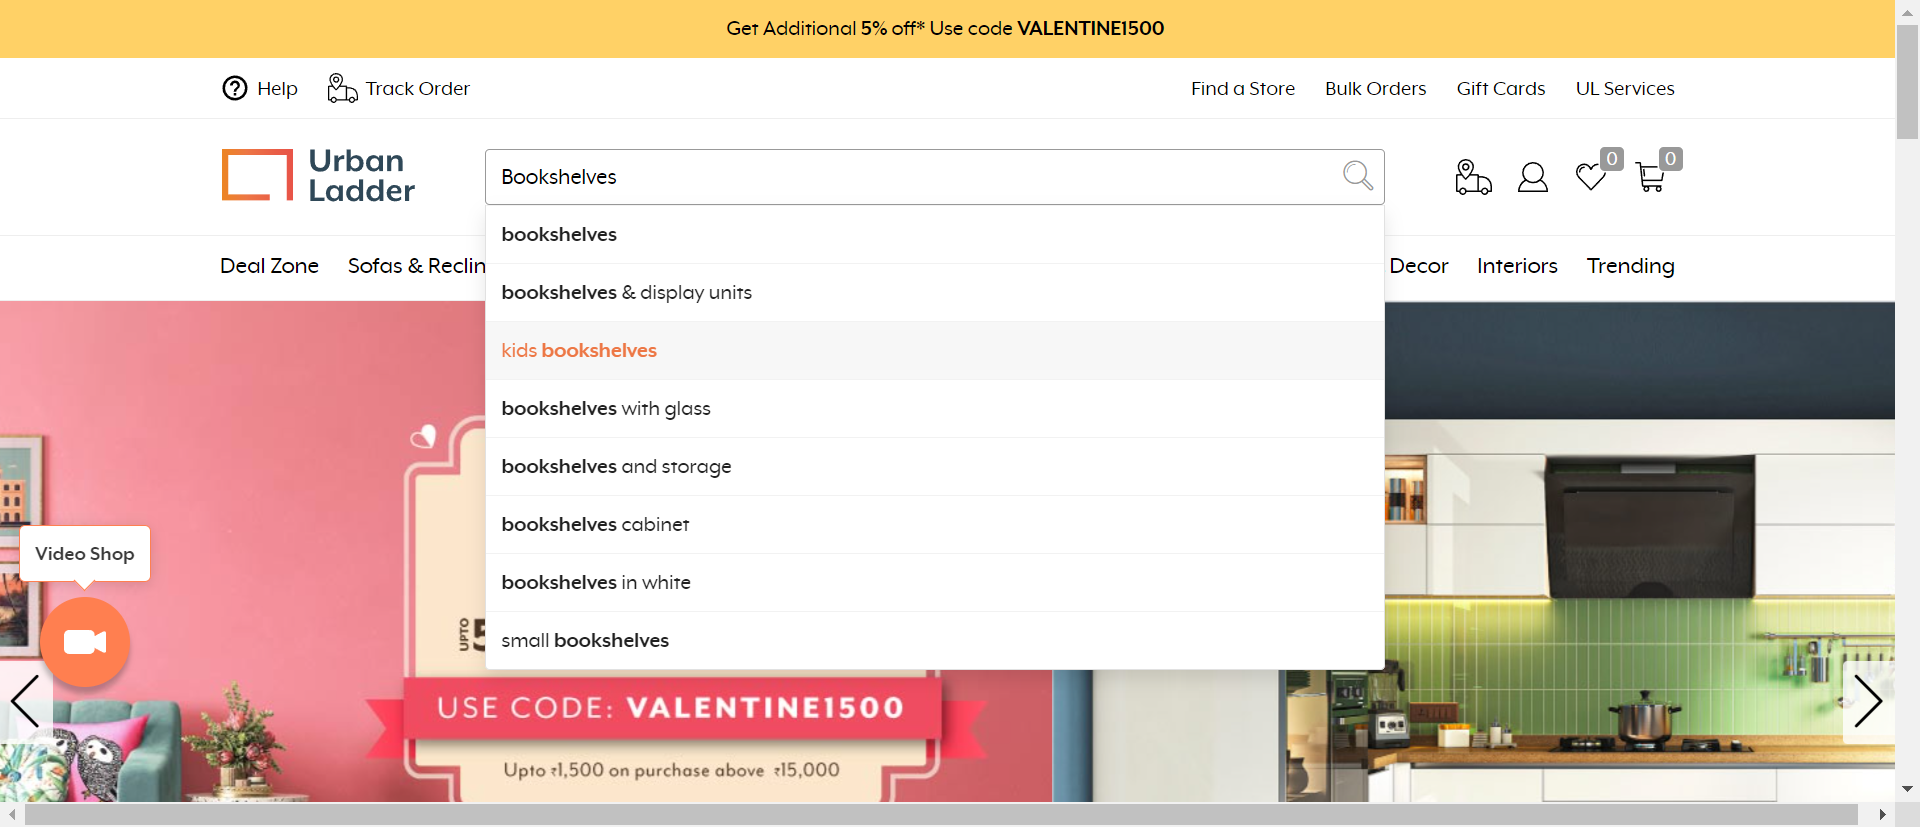 Get Additional 5% off* Use code VALENTINE1500
Help
Track Order
Find a Store
Bulk Orders
Gift Cards
UL Services
Urban
Ladder
Bookshelves
0
0
Deal Zone
Sofas & Reclin
Decor
Interiors
Trending
bookshelves
bookshelves & display units
kids bookshelves
bookshelves with glass
bookshelves and storage
bookshelves cabinet
bookshelves in white
small bookshelves
Video Shop
UPTO 5
USE CODE: VALENTINE1500
Upto ₹1,500 on purchase above ₹15,000